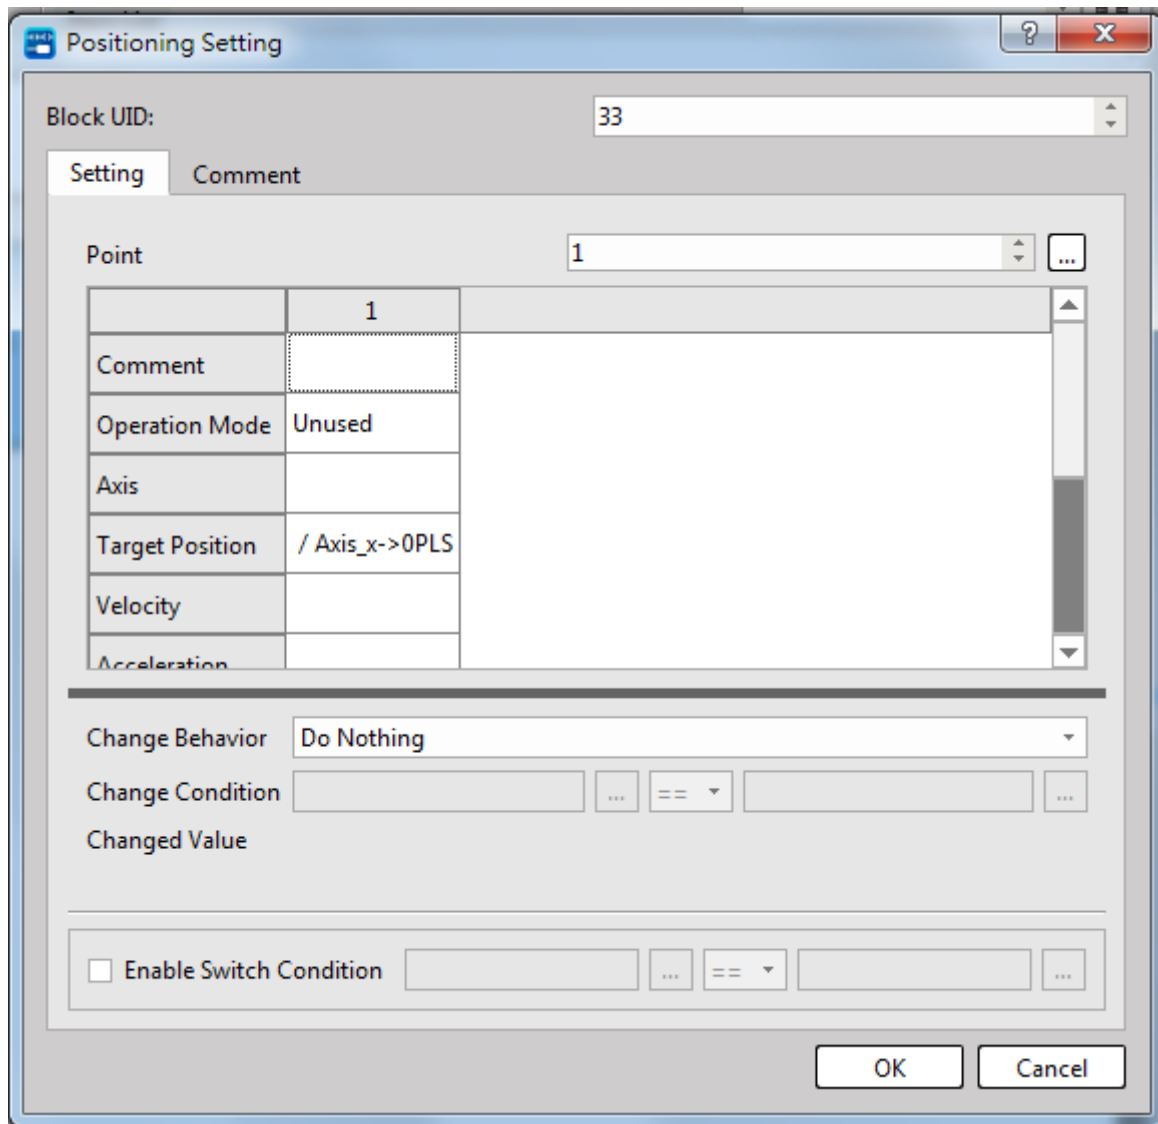 Positioning Setting
Block UID: 33
Setting Comment
Point 1 ...
1
Comment
Operation Mode Unused
Axis
Target Position / Axis_x->0PLS
Velocity
Acceleration
Change Behavior Do Nothing
Change Condition ... == ...
Changed Value
Enable Switch Condition ... == ...
OK Cancel